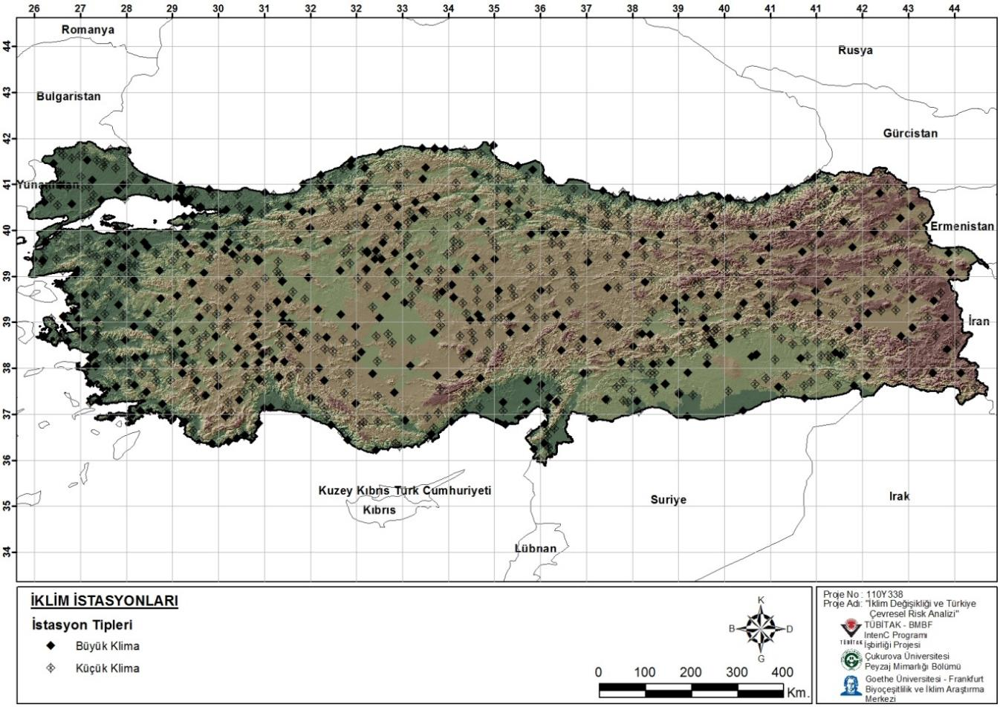 26 27 28 29 30 31 32 33 34 35 36 37 38 39 40 41 41 42 43 44
Romanya
44
Rusya
43
Bulgaristan
Gürcistan
42
41
Yunanistan
40
Ermenistan
39
39
İran
38
37
36
Kuzey Kıbrıs Türk Cumhuriyeti
Kıbrıs
Suriye
Irak
35
34
Lübnan
İKLİM İSTASYONLARI
İstasyon Tipleri
Büyük Klima
Küçük Klima
K
B
D
G
0 100 200 300 400
Km.
Proje No : 110Y338
Proje Adı: "İklim Değişikliği ve Türkiye
Çevresel Risk Analizi"
TÜBİTAK - BMBF
IntenC Programı
İşbirliği Projesi
TÜBİTAK
Çukurova Üniversitesi
Peyzaj Mimarlığı Bölümü
Goethe Üniversitesi - Frankfurt
Biyoçeşitlilik ve İklim Araştırma
Merkezi